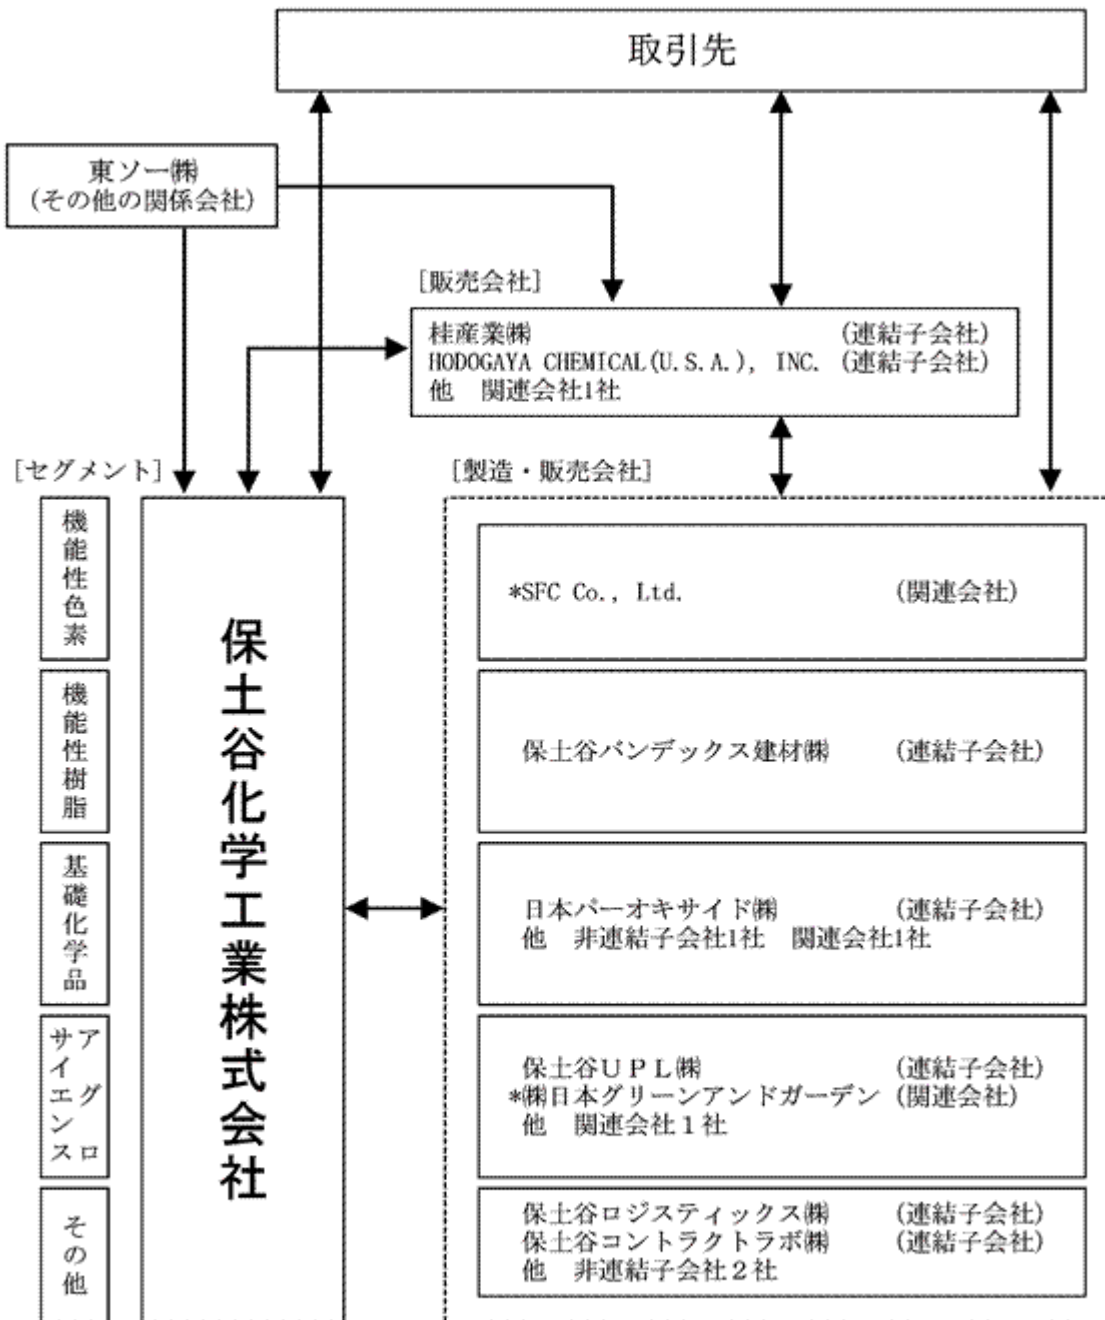 取引先
東ソー㈱
(その他の関係会社)
[販売会社]
桂産業㈱ (連結子会社)
HODOGAYA CHEMICAL(U.S.A.), INC. (連結子会社)
他 関連会社1社
[セグメント]
[製造・販売会社]
機能性色素
*SFC Co., Ltd. (関連会社)
保土谷化学工業株式会社
機能性樹脂
保土谷バンデックス建材㈱ (連結子会社)
基礎化学品
日本パーオキサイド㈱ (連結子会社)
他 非連結子会社1社 関連会社1社
アグロ
サイエンス
保土谷UPL㈱ (連結子会社)
*㈱日本グリーンアンドガーデン (関連会社)
他 関連会社1社
その他
保土谷ロジスティックス㈱ (連結子会社)
保土谷コントラクトラボ㈱ (連結子会社)
他 非連結子会社2社